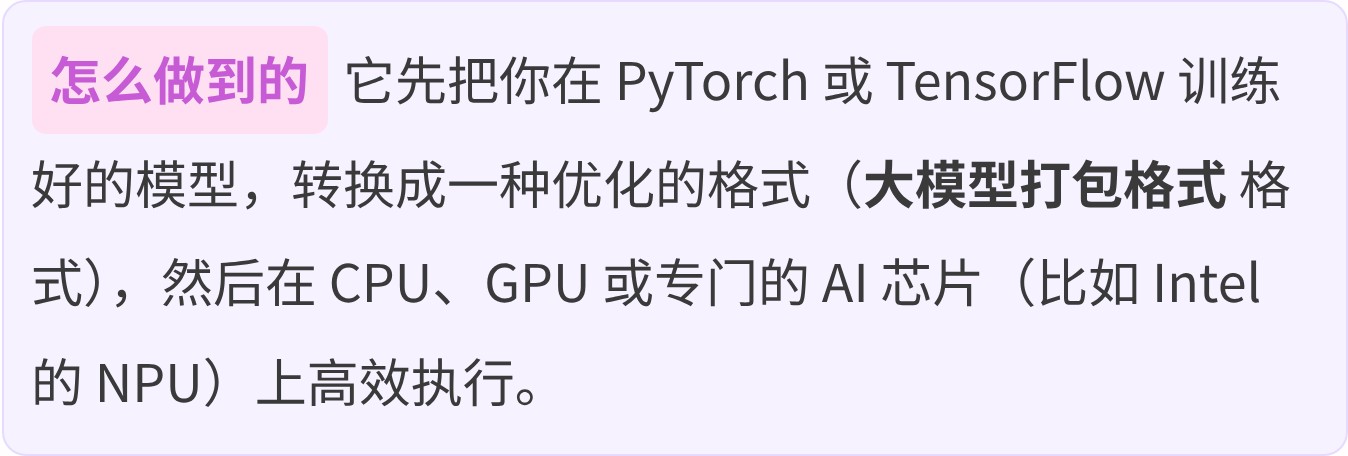 怎么做到的 它先把你在 PyTorch 或 TensorFlow 训练
好的模型，转换成一种优化的格式（大模型打包格式 格
式），然后在 CPU、GPU 或专门的 AI 芯片（比如 Intel
的 NPU）上高效执行。